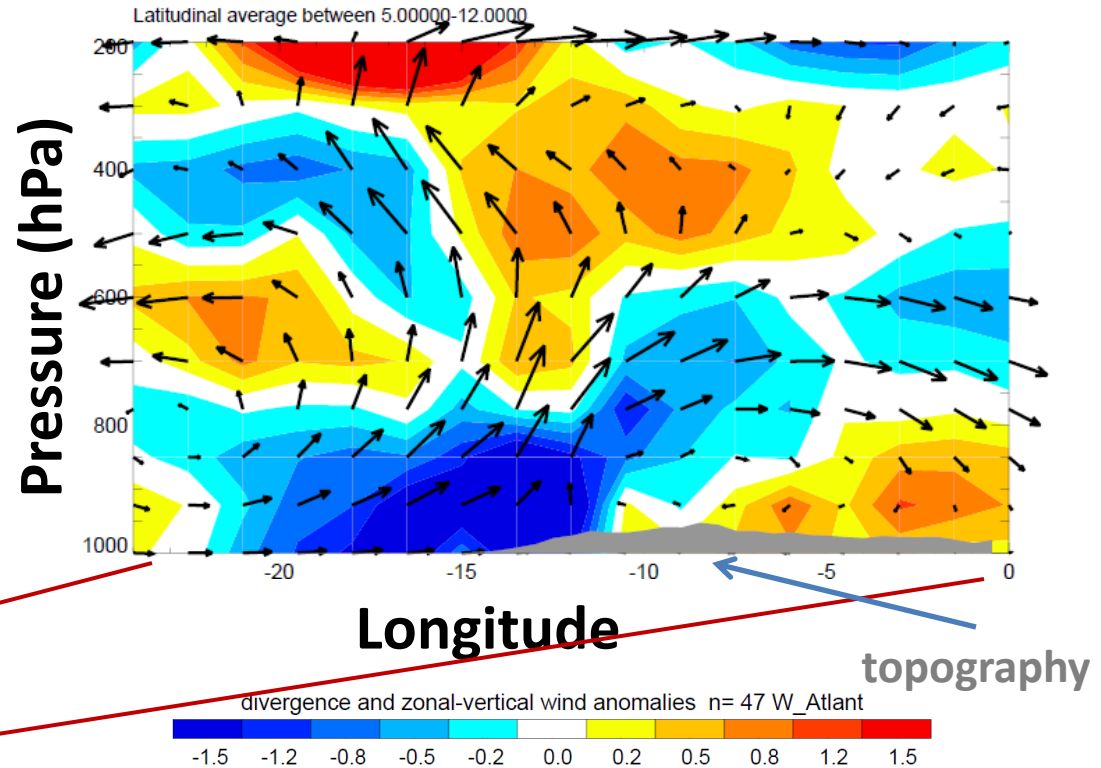 Latitudinal average between 5.00000-12.0000
Pressure (hPa)
200
400
600
800
1000
-20 -15 -10 -5 0
Longitude
topography
divergence and zonal-vertical wind anomalies n= 47 W_Atlant
-1.5 -1.2 -0.8 -0.5 -0.2 0.0 0.2 0.5 0.8 1.2 1.5